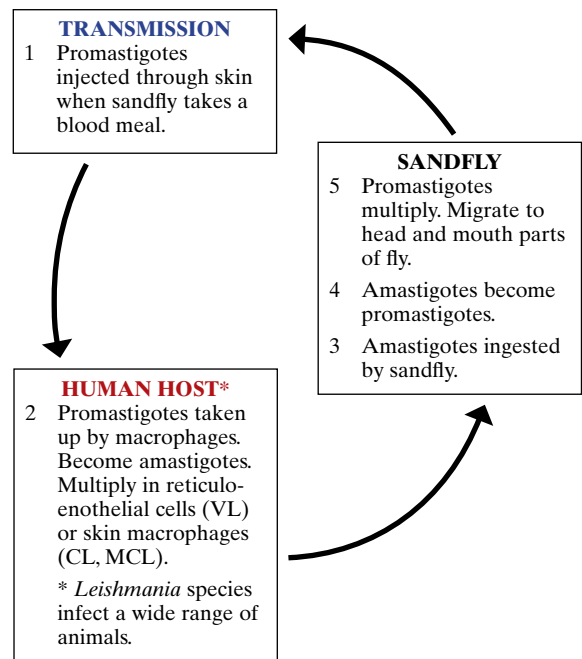 TRANSMISSION
1 Promastigotes
injected through skin
when sandfly takes a
blood meal.
HUMAN HOST*
2 Promastigotes taken
up by macrophages.
Become amastigotes.
Multiply in reticulo-
enothelial cells (VL)
or skin macrophages
(CL, MCL).
* Leishmania species
infect a wide range of
animals.
SANDFLY
5 Promastigotes
multiply. Migrate to
head and mouth parts
of fly.
4 Amastigotes become
promastigotes.
3 Amastigotes ingested
by sandfly.